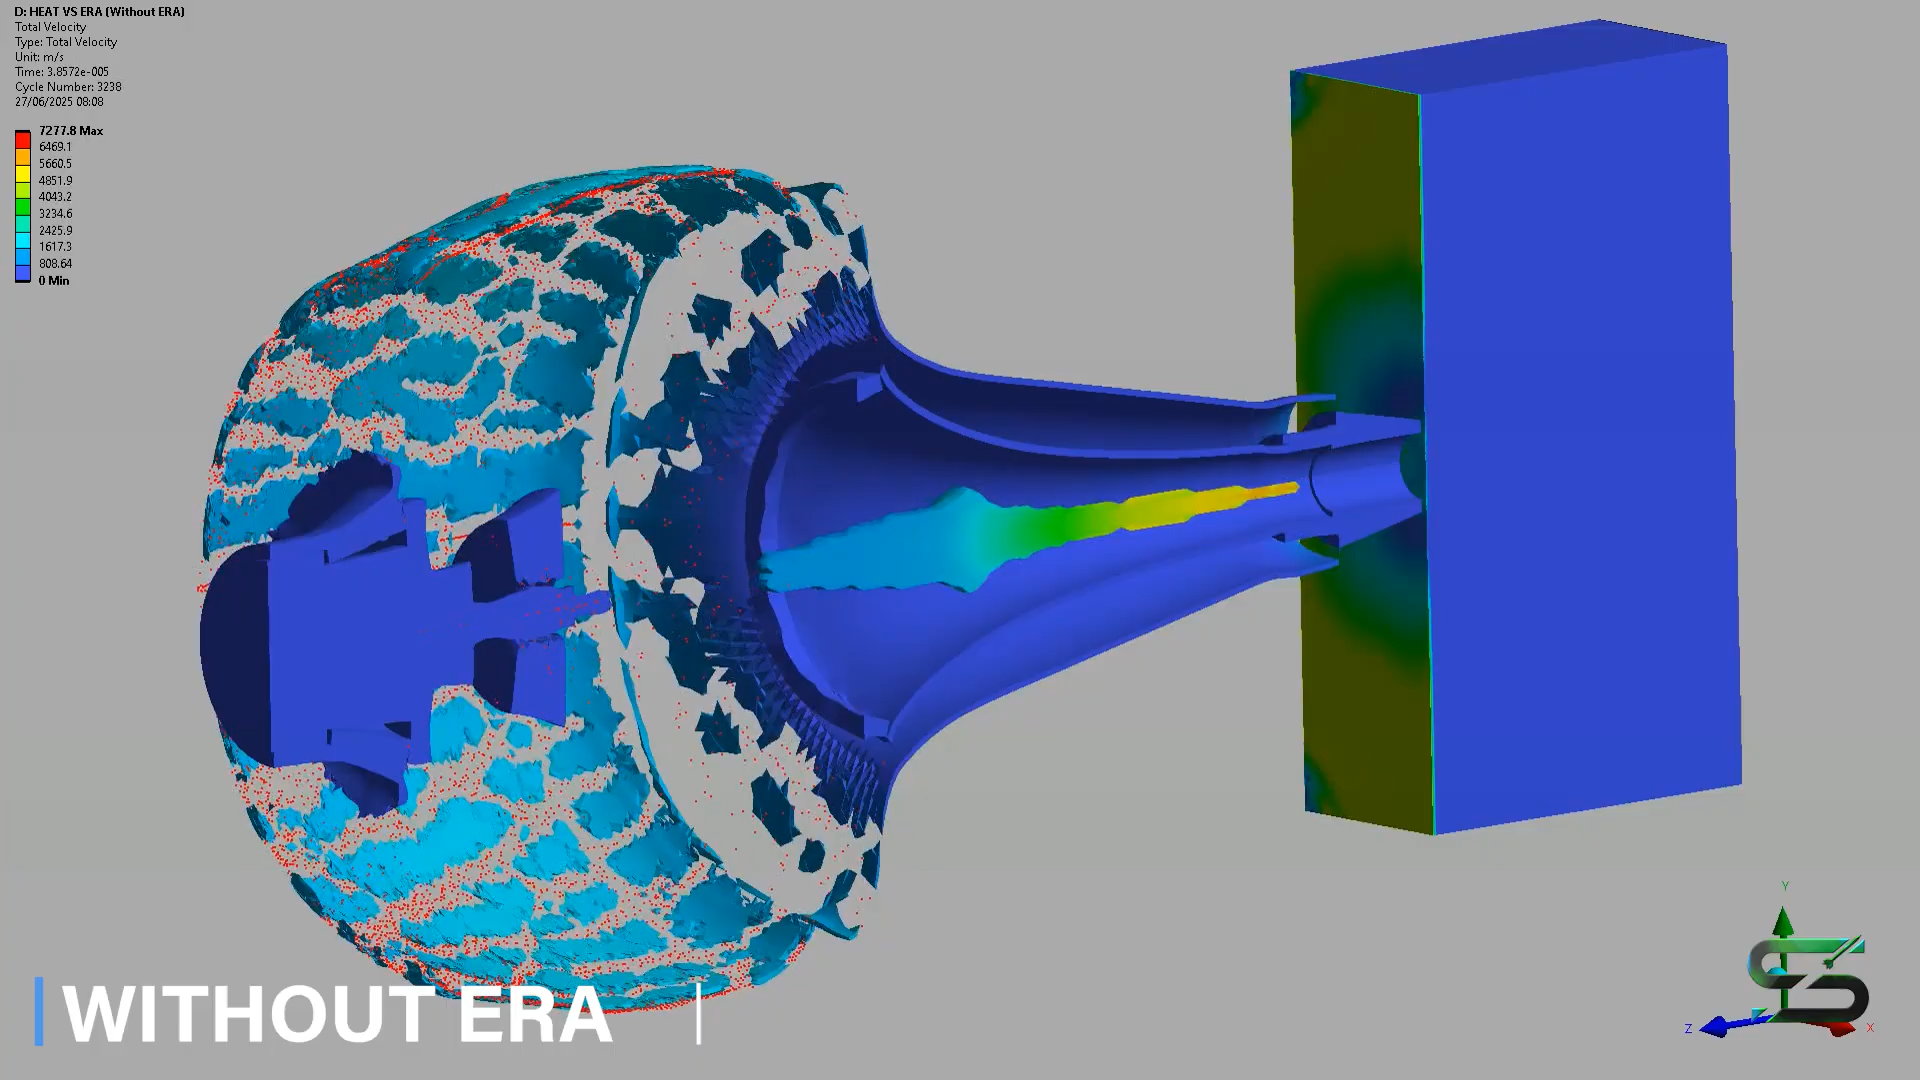 D: HEAT VS ERA (Without ERA)
Total Velocity
Type: Total Velocity
Unit: m/s
Time: 3.8572e-005
Cycle Number: 3238
27/06/2025 08:08
7277.8 Max
6469.1
5660.5
4851.9
4043.2
3234.6
2425.9
1617.3
808.64
0 Min
WITHOUT ERA
Y
Z
X